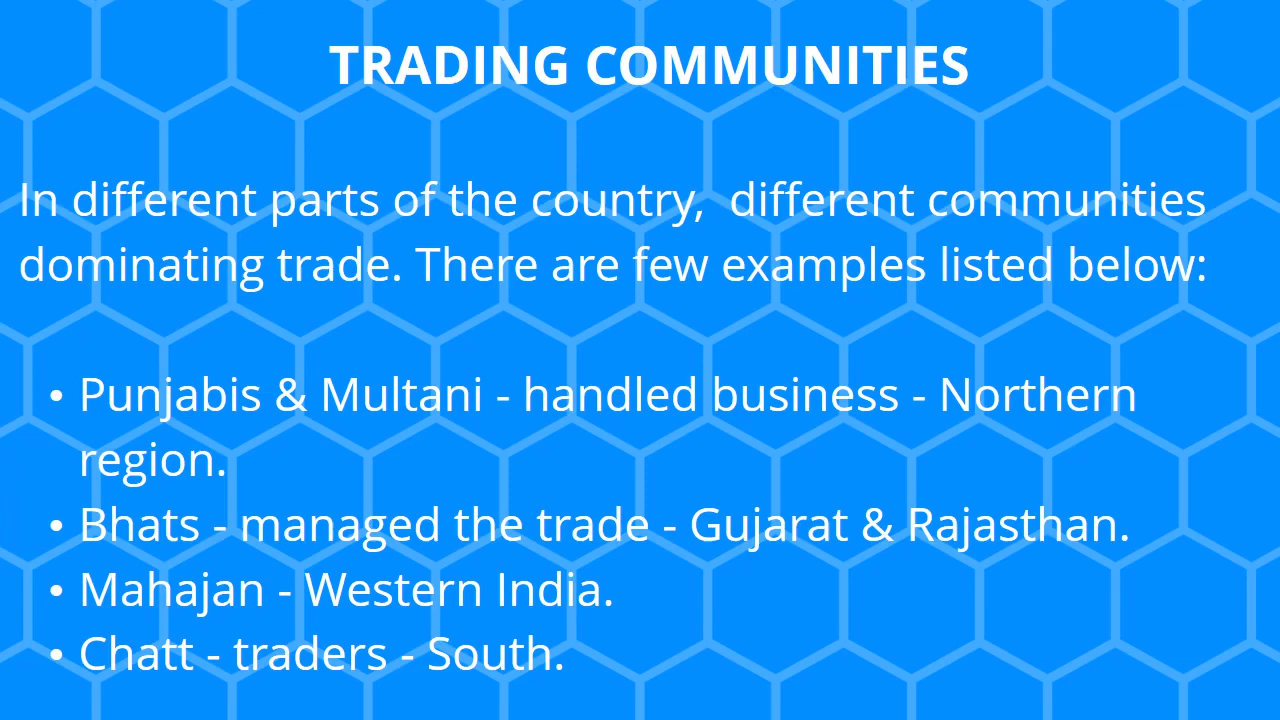 TRADING COMMUNITIES
In different parts of the country,  different communities
dominating trade. There are few examples listed below:
• Punjabis & Multani - handled business - Northern
region.
• Bhats - managed the trade - Gujarat & Rajasthan.
• Mahajan - Western India.
• Chatt - traders - South.